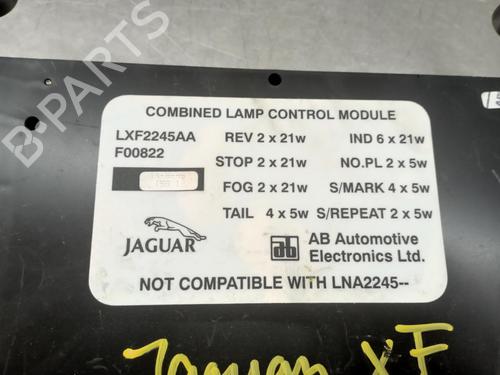 COMBINED LAMP CONTROL MODULE
LXF2245AA REV 2 x 21w IND 6 x 21w
F00822 STOP 2 x 21w NO.PL 2 x 5w
FOG 2 x 21w S/MARK 4 x 5w
TAIL 4 x 5w S/REPEAT 2 x 5w
JAGUAR ab AB Automotive
Electronics Ltd.
NOT COMPATIBLE WITH LNA2245--
Jaguar XF
B-PARTS